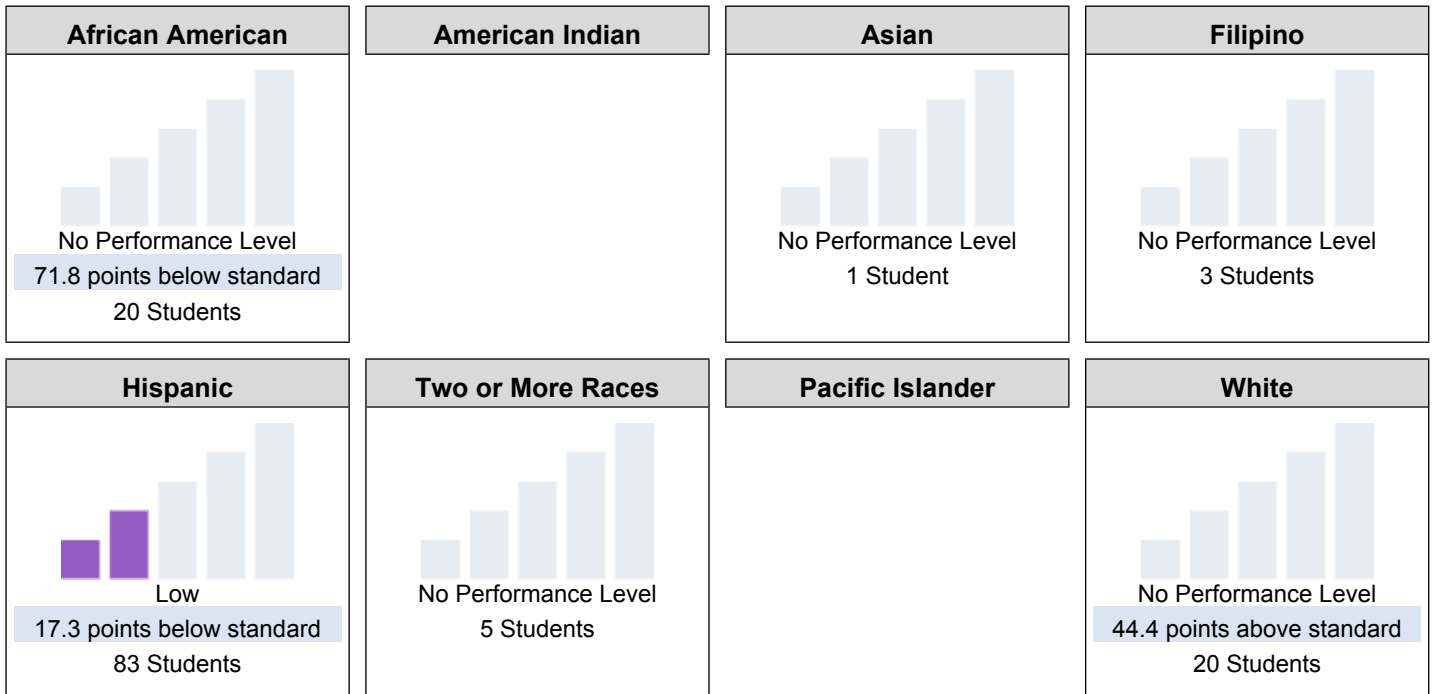 African American
No Performance Level
71.8 points below standard
20 Students
American Indian
Asian
No Performance Level
1 Student
Filipino
No Performance Level
3 Students
Hispanic
Low
17.3 points below standard
83 Students
Two or More Races
No Performance Level
5 Students
Pacific Islander
White
No Performance Level
44.4 points above standard
20 Students